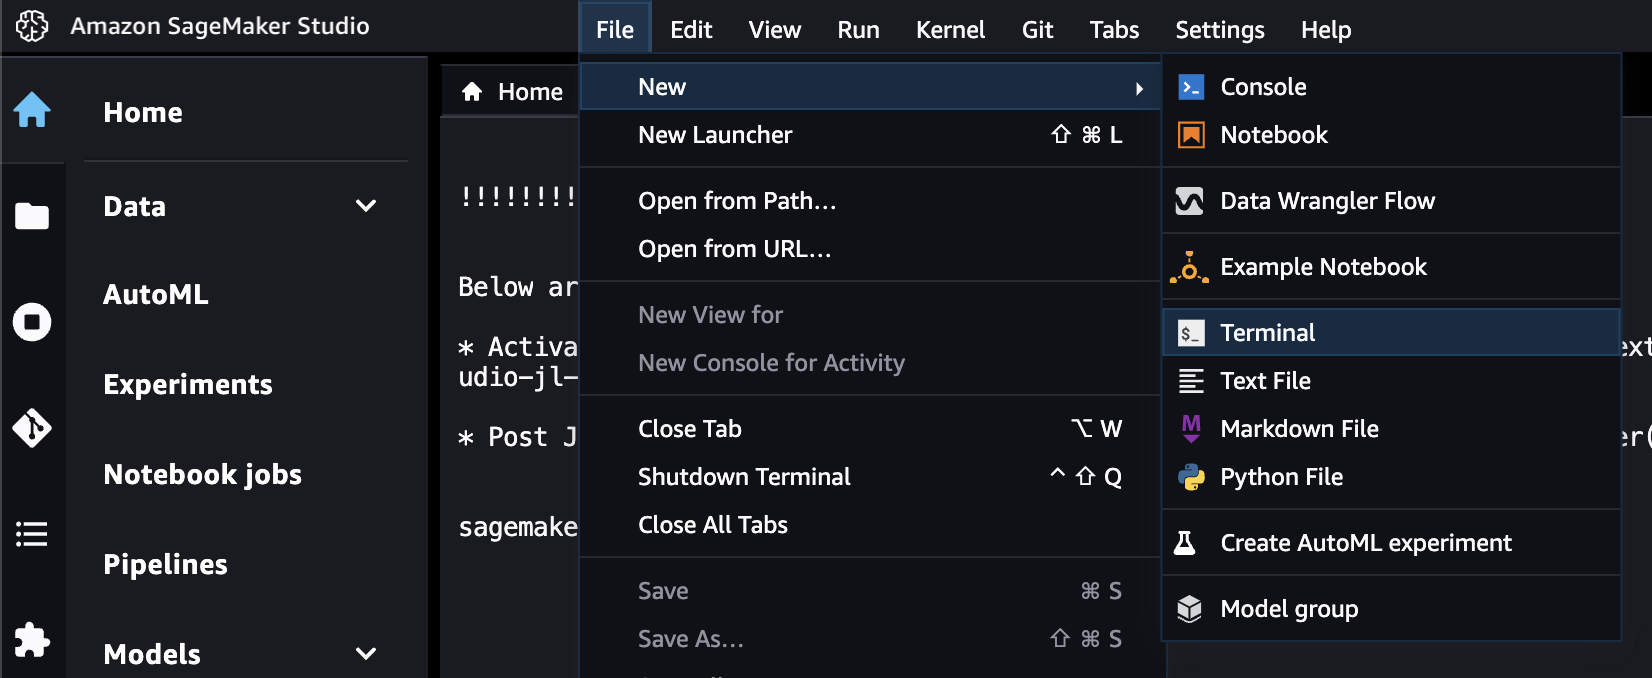 Amazon SageMaker Studio
File Edit View Run Kernel Git Tabs Settings Help
Home
Data
AutoML
Experiments
Notebook jobs
Pipelines
Models
Home
!!!!!!!!
Below ar
* Activa
udio-jl-
* Post J
sagemake
New
New Launcher ⇧ ⌘ L
Open from Path…
Open from URL…
New View for
New Console for Activity
Close Tab ⌥ W
Shutdown Terminal ^ ⇧ Q
Close All Tabs
Save ⌘ S
Save As… ⇧ ⌘ S
Console
Notebook
Data Wrangler Flow
Example Notebook
$_ Terminal
Text File
M Markdown File
Python File
Create AutoML experiment
Model group
ext
er(